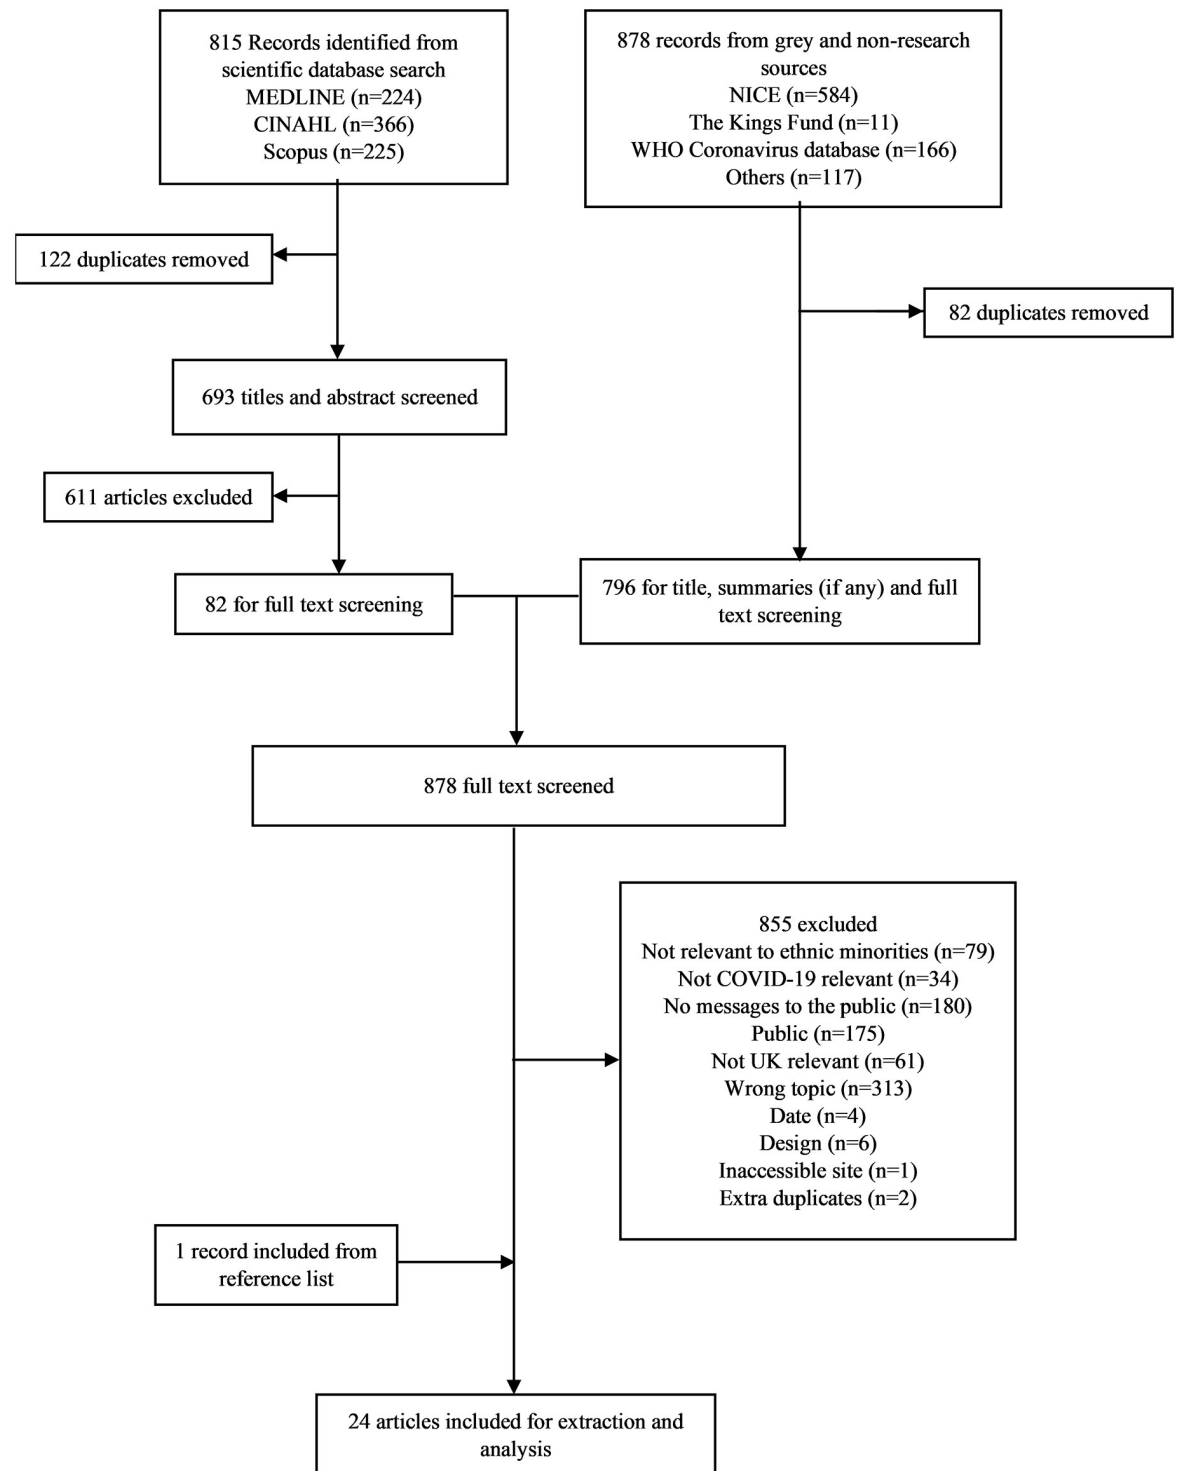 815 Records identified from
scientific database search
MEDLINE (n=224)
CINAHL (n=366)
Scopus (n=225)
878 records from grey and non-research
sources
NICE (n=584)
The Kings Fund (n=11)
WHO Coronavirus database (n=166)
Others (n=117)
122 duplicates removed
82 duplicates removed
693 titles and abstract screened
611 articles excluded
82 for full text screening
796 for title, summaries (if any) and full
text screening
878 full text screened
855 excluded
Not relevant to ethnic minorities (n=79)
Not COVID-19 relevant (n=34)
No messages to the public (n=180)
Public (n=175)
Not UK relevant (n=61)
Wrong topic (n=313)
Date (n=4)
Design (n=6)
Inaccessible site (n=1)
Extra duplicates (n=2)
1 record included from
reference list
24 articles included for extraction and
analysis